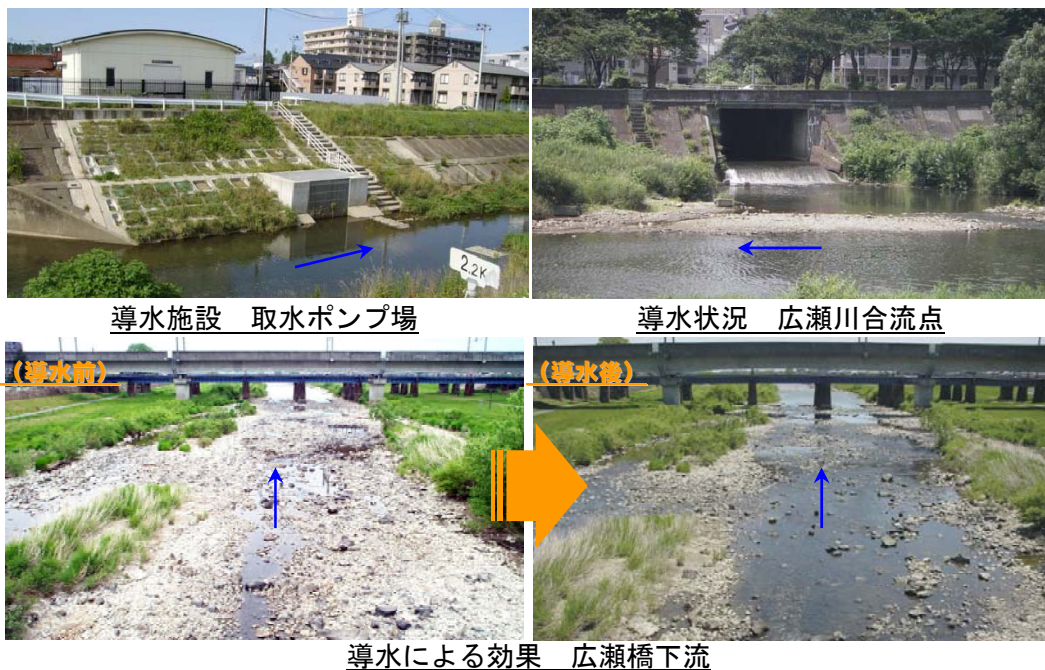 2.2K
導水施設　取水ポンプ場
導水状況　広瀬川合流点
(導水前)
(導水後)
導水による効果　広瀬橋下流